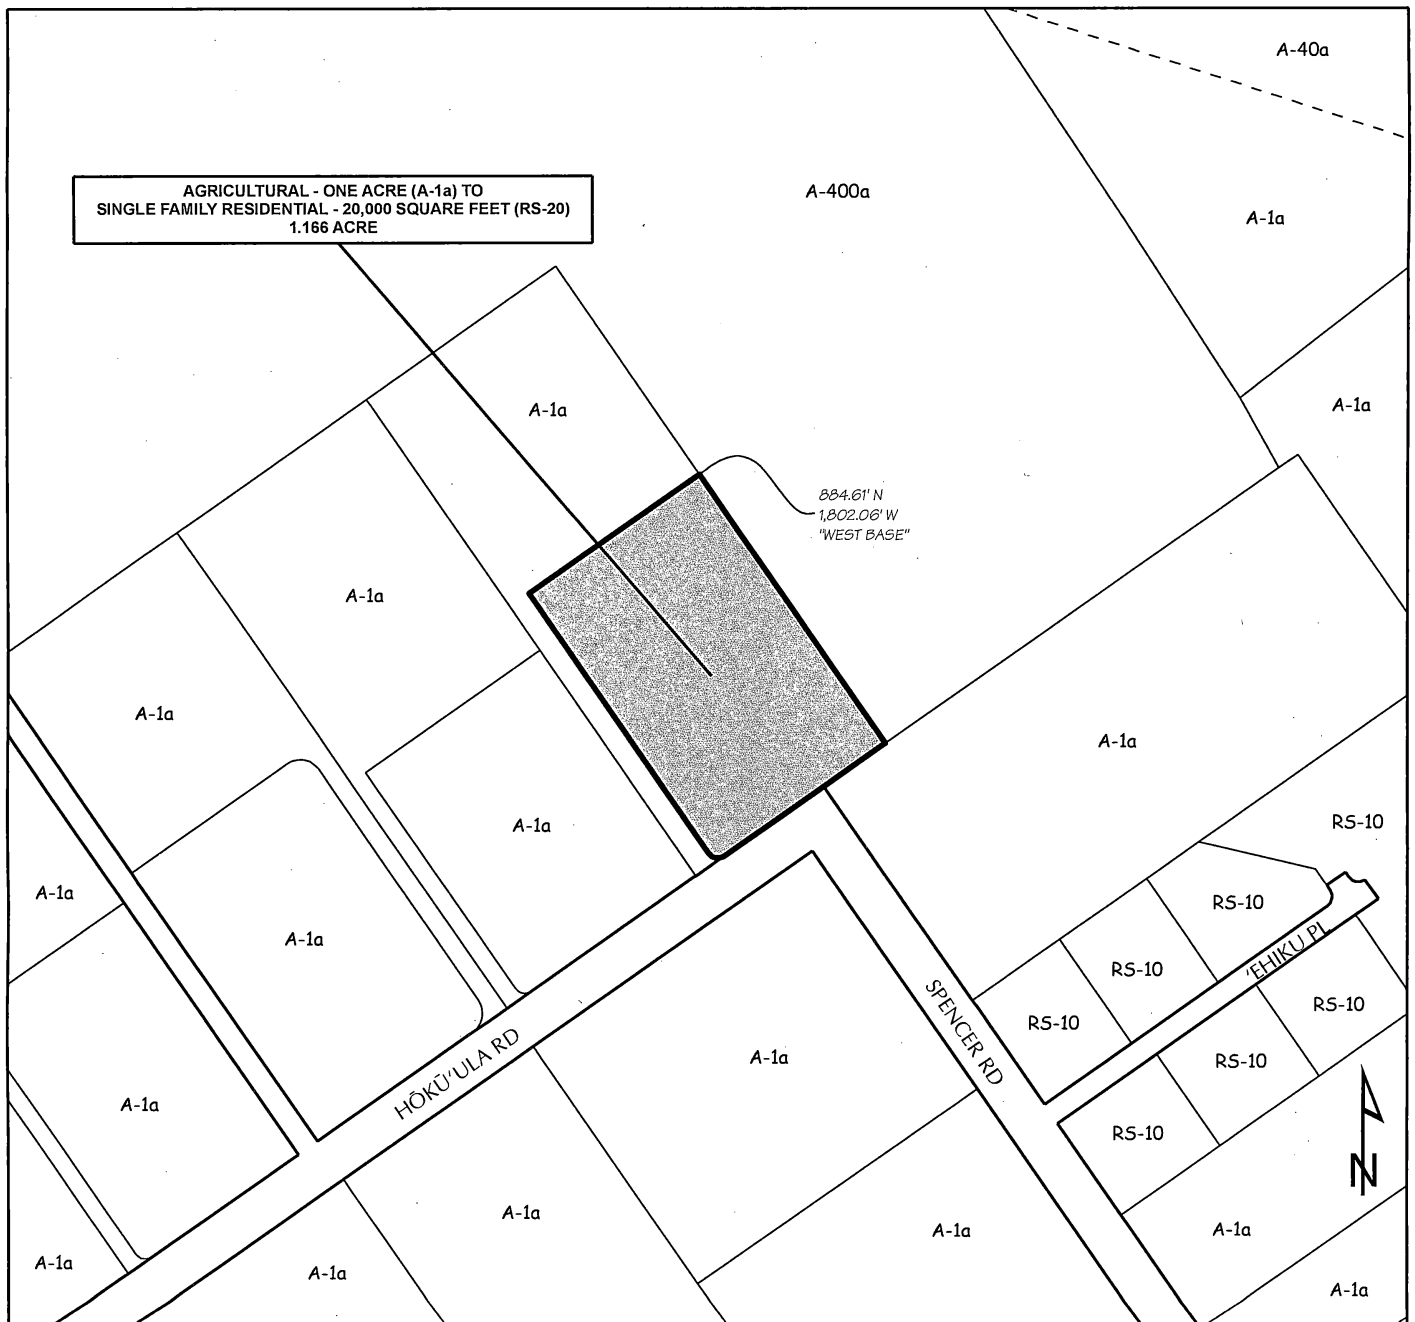 A-40a
AGRICULTURAL - ONE ACRE (A-1a) TO
SINGLE FAMILY RESIDENTIAL - 20,000 SQUARE FEET (RS-20)
1.166 ACRE
A-400a
A-1a
A-1a
A-1a
884.61' N
1,802.06' W
"WEST BASE"
A-1a
A-1a
A-1a
A-1a
RS-10
A-1a
RS-10
A-1a
'EHIKU PL
RS-10
RS-10
RS-10
SPENCER RD
HŌKŪ'ULA RD
A-1a
RS-10
A-1a
RS-10
N
A-1a
A-1a
A-1a
A-1a
A-1a
A-1a